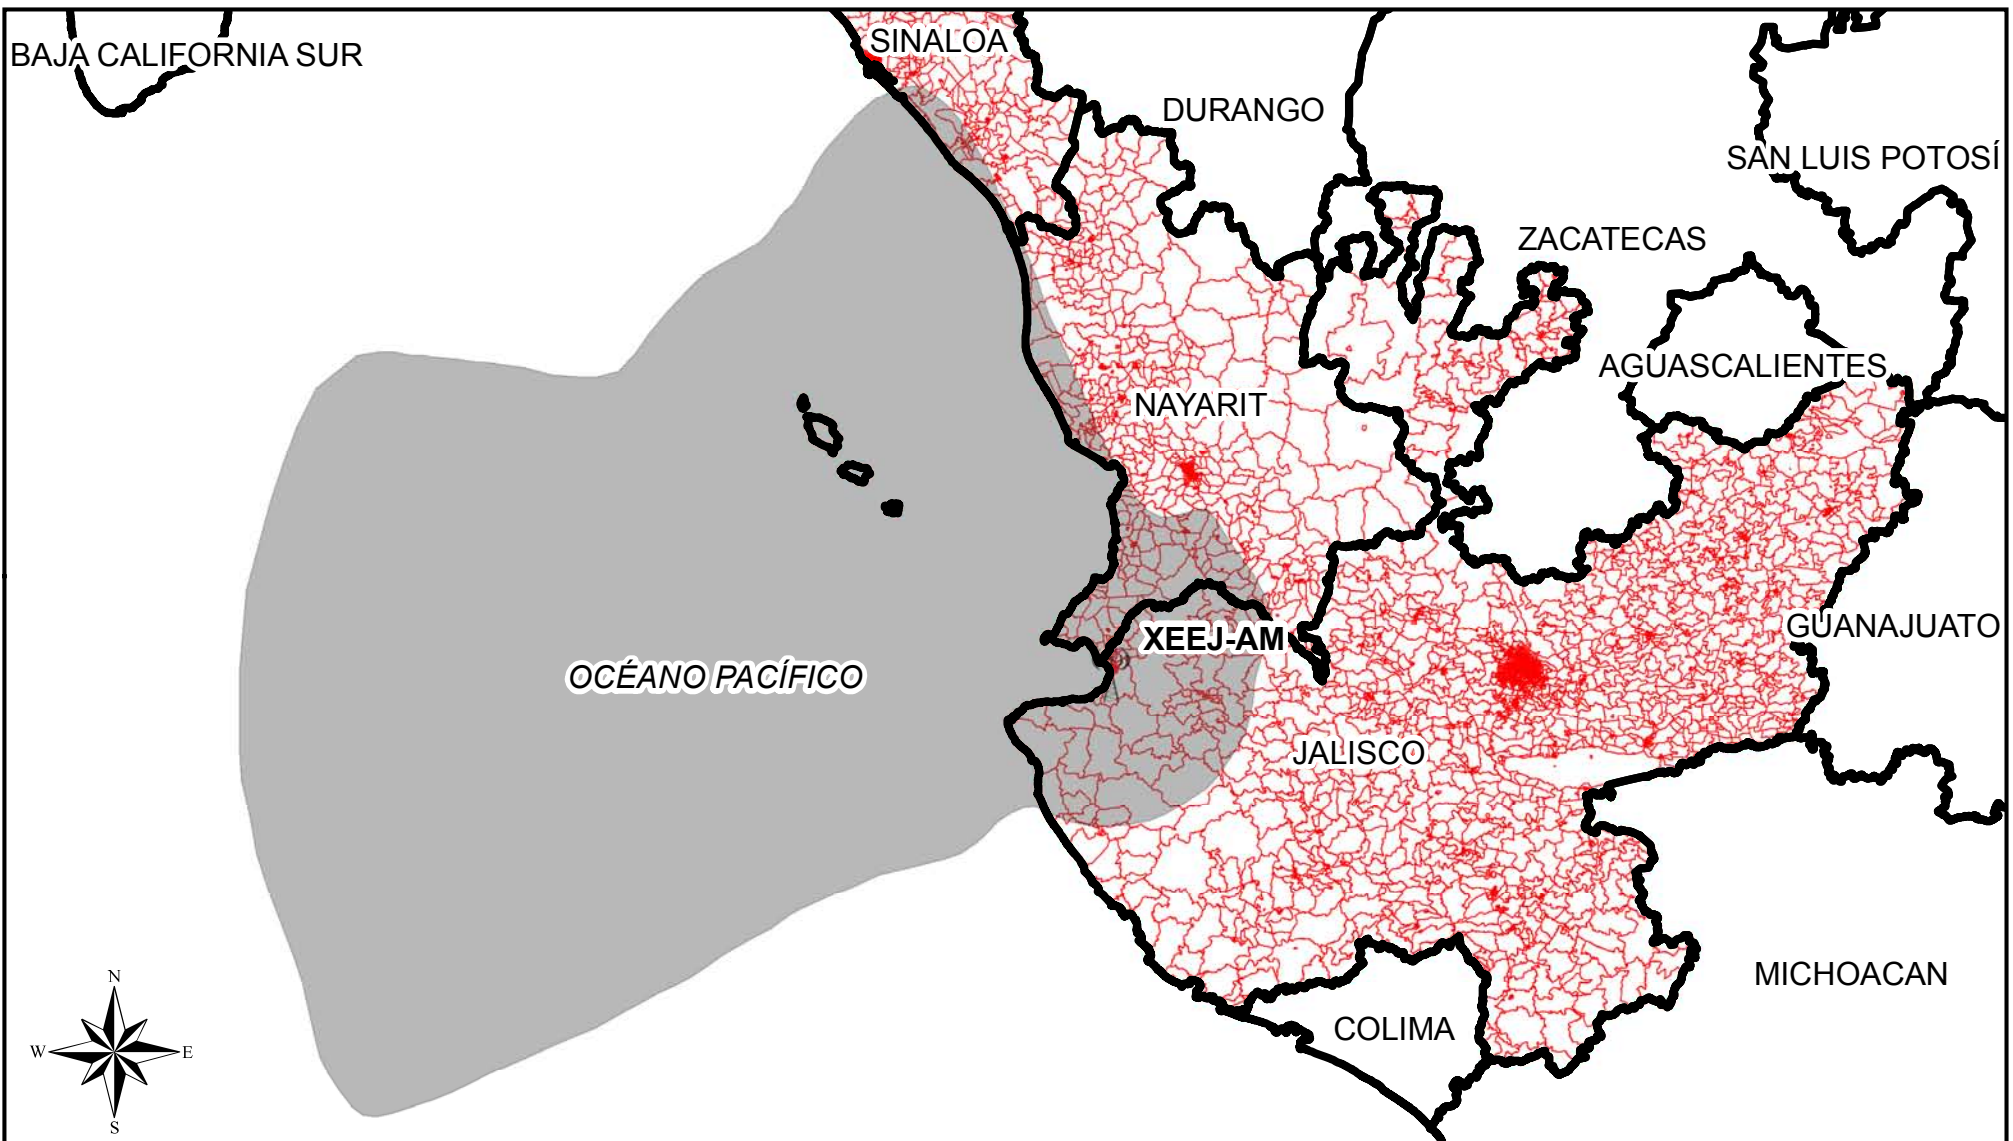 SINALOA
BAJA CALIFORNIA SUR
DURANGO
SAN LUIS POTOSÍ
ZACATECAS
AGUASCALIENTES
NAYARIT
GUANAJUATO
XEEJ-AM
OCÉANO PACÍFICO
JALISCO
MICHOACAN
N
COLIMA
W
E
S